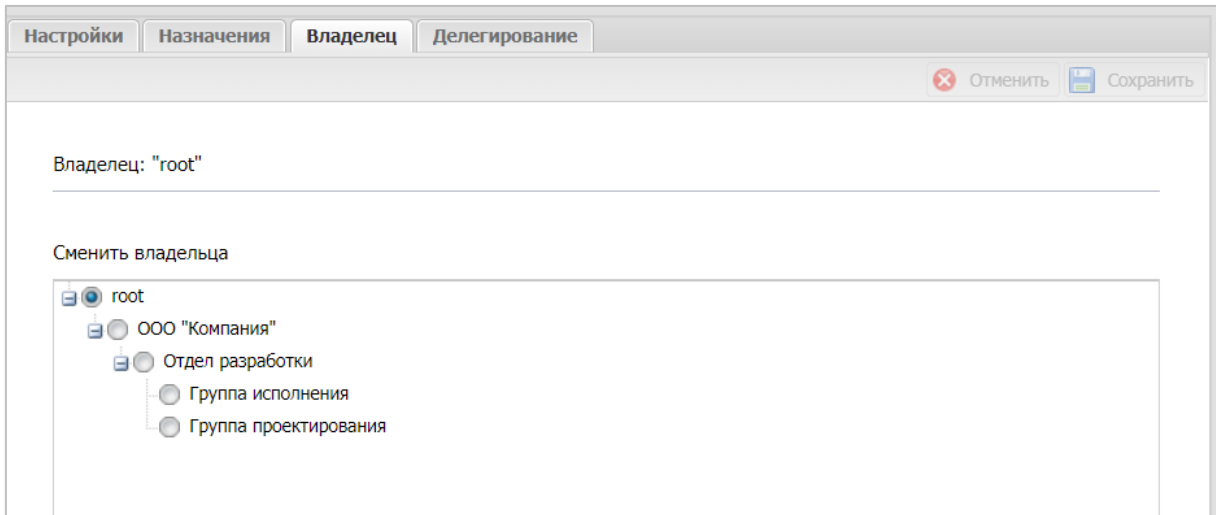 Настройки Назначения Владелец Делегирование
Отменить Сохранить
Владелец: "root"
Сменить владельца
root
ООО "Компания"
Отдел разработки
Группа исполнения
Группа проектирования